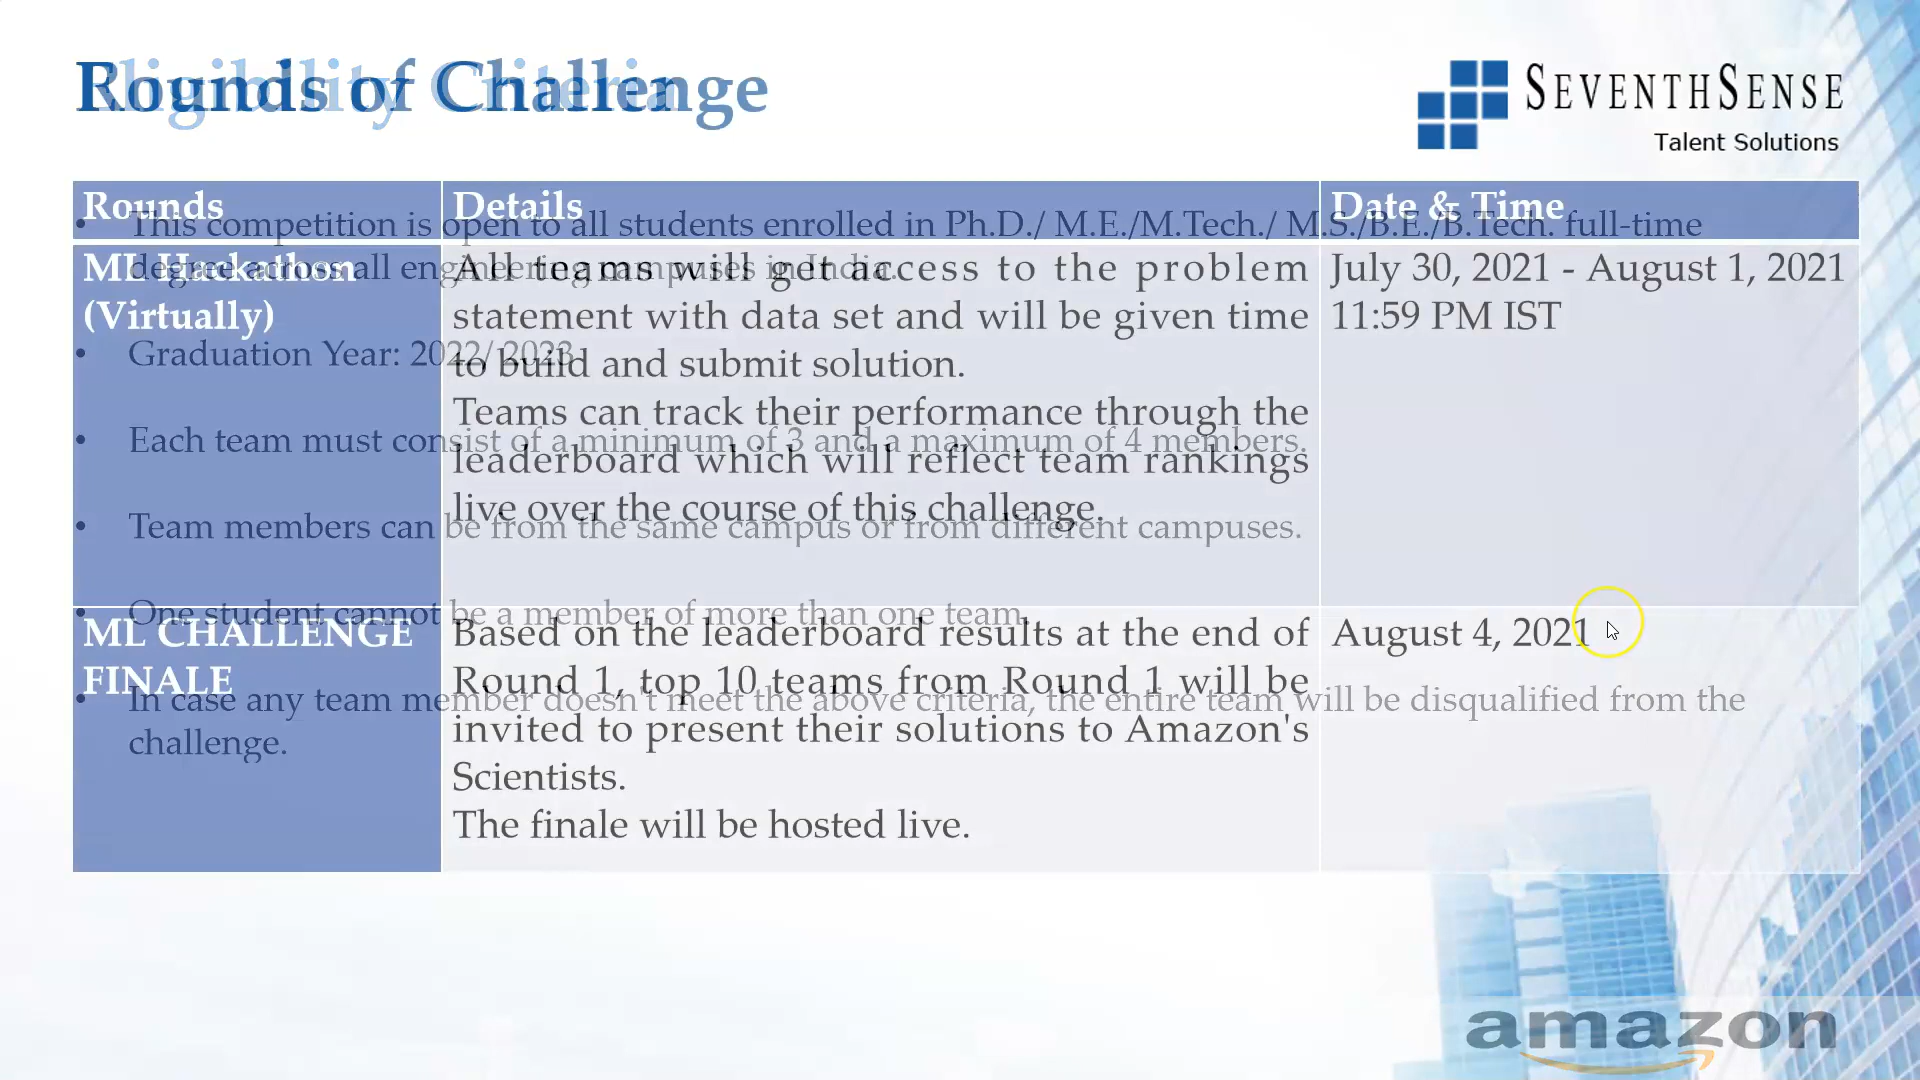 Rounds of Challenge
Eligibility Criteria
SEVENTHSENSE
Talent Solutions
Rounds
Details
Date & Time
ML Hackathon
(Virtually)
All teams will get access to the problem
statement with data set and will be given time
to build and submit solution.
Teams can track their performance through the
leaderboard which will reflect team rankings
live over the course of this challenge.
July 30, 2021 - August 1, 2021
11:59 PM IST
ML CHALLENGE
FINALE
Based on the leaderboard results at the end of
Round 1, top 10 teams from Round 1 will be
invited to present their solutions to Amazon's
Scientists.
The finale will be hosted live.
August 4, 2021
• This competition is open to all students enrolled in Ph.D./ M.E./M.Tech./ M.S./B.E./B.Tech. full-time
degree across all engineering campuses in India.
• Graduation Year: 2022/ 2023
• Each team must consist of a minimum of 3 and a maximum of 4 members.
• Team members can be from the same campus or from different campuses.
• One student cannot be a member of more than one team.
• In case any team member doesn't meet the above criteria, the entire team will be disqualified from the
challenge.
amazon